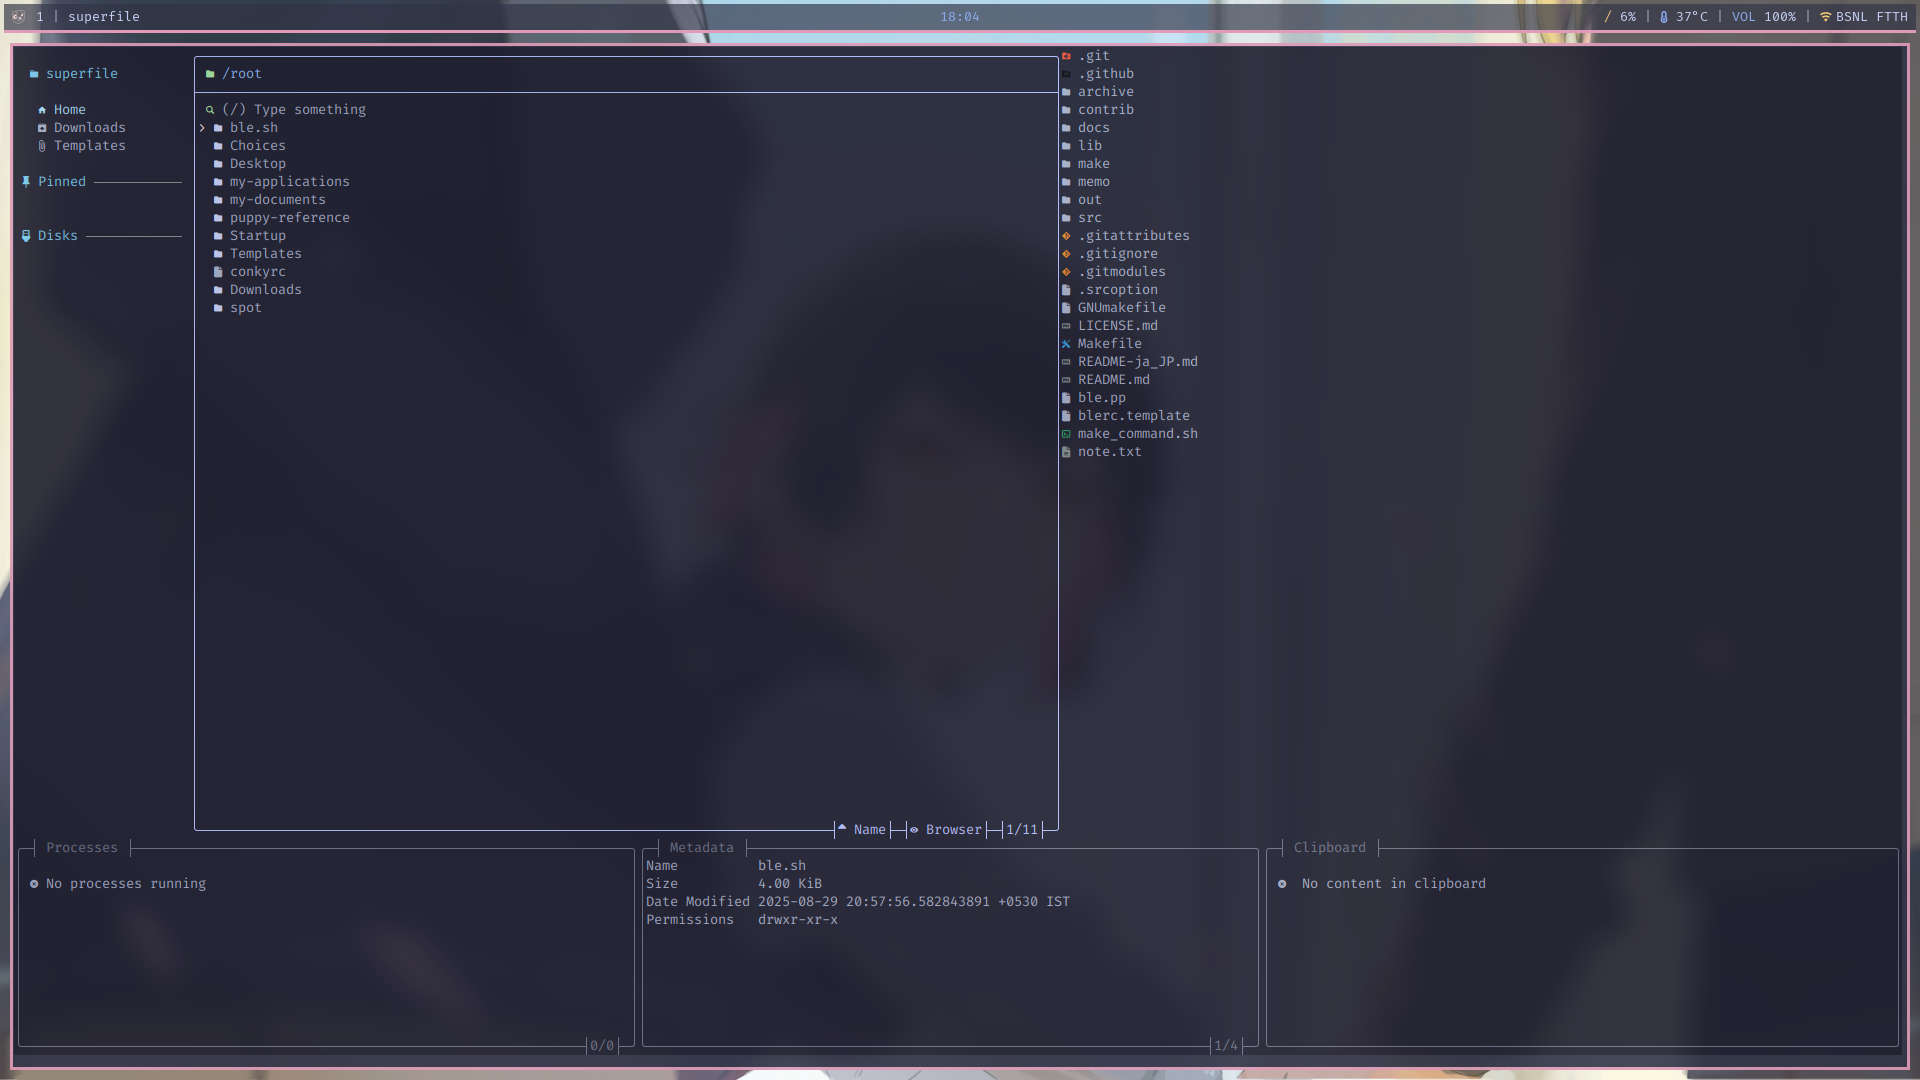 1 | superfile
18:04
/ 6% | 37°C | VOL 100% | BSNL FTTH
superfile
Home
Downloads
Templates
Pinned
Disks
/root
(/) Type something
ble.sh
Choices
Desktop
my-applications
my-documents
puppy-reference
Startup
Templates
conkyrc
Downloads
spot
Name
Browser
1/11
.git
.github
archive
contrib
docs
lib
make
memo
out
src
.gitattributes
.gitignore
.gitmodules
.srcoption
GNUmakefile
LICENSE.md
Makefile
README-ja_JP.md
README.md
ble.pp
blerc.template
make_command.sh
note.txt
Processes
No processes running
0/0
Metadata
Name ble.sh
Size 4.00 KiB
Date Modified 2025-08-29 20:57:56.582843891 +0530 IST
Permissions drwxr-xr-x
1/4
Clipboard
No content in clipboard